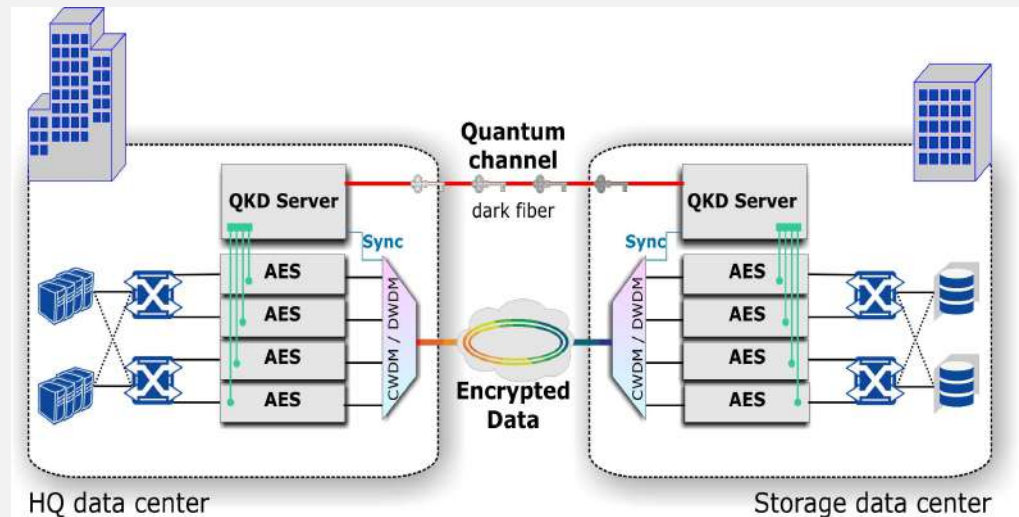 Quantum
channel
QKD Server
dark fiber
QKD Server
Sync
Sync
AES
AES
AES
AES
CWDM / DWDM
Encrypted
Data
CWDM / DWDM
AES
AES
AES
AES
HQ data center
Storage data center